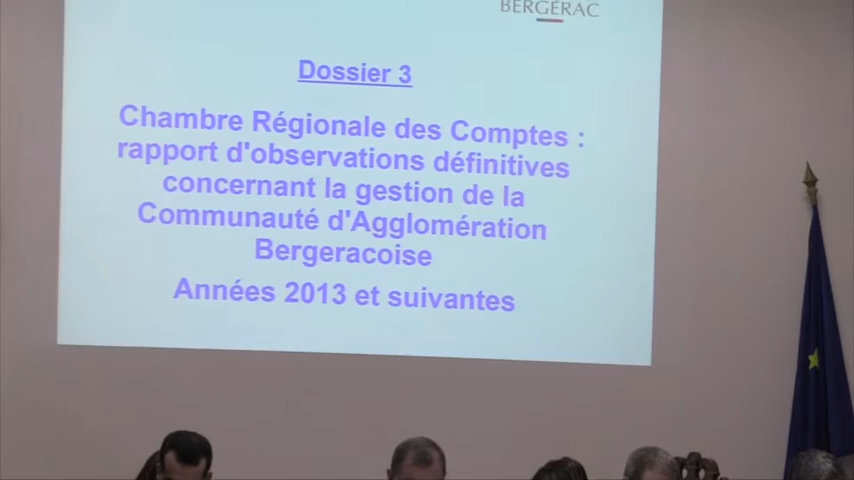 BERGERAC
Dossier 3
Chambre Régionale des Comptes :
rapport d'observations définitives
concernant la gestion de la
Communauté d'Agglomération
Bergeracoise
Années 2013 et suivantes